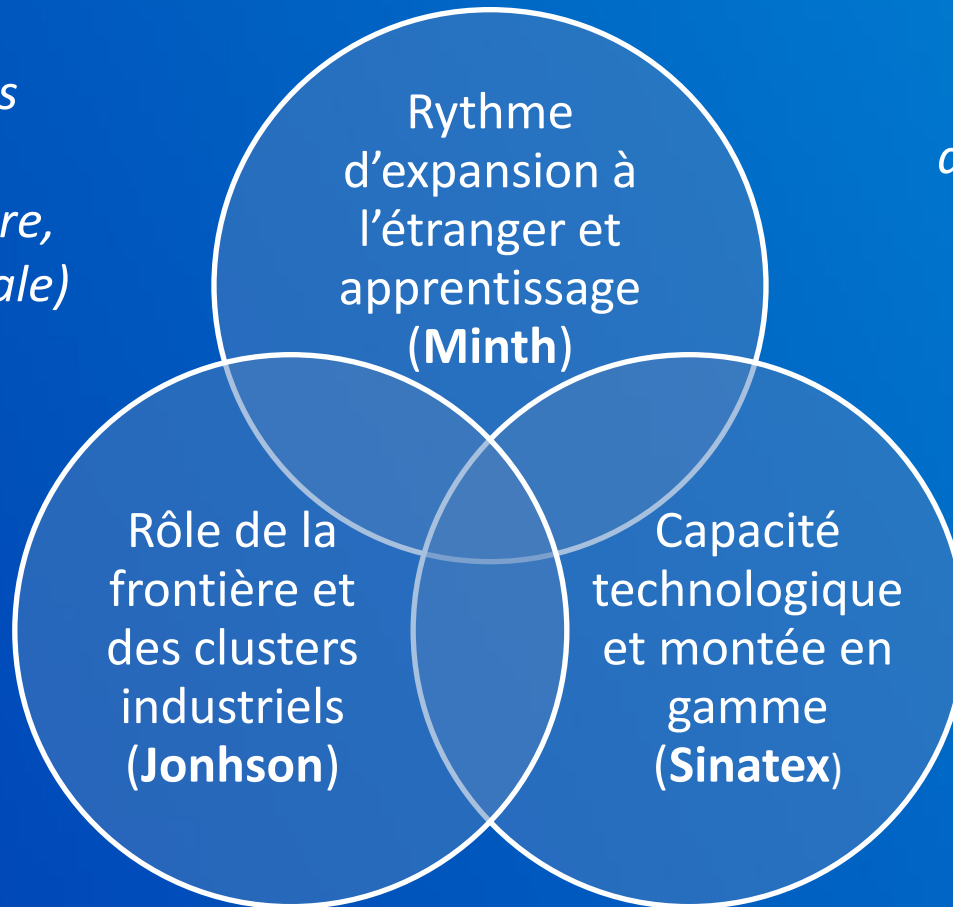 Rythme
d’expansion à
l’étranger et
apprentissage
(Minth)
Rôle de la
frontière et
des clusters
industriels
(Jonhson)
Capacité
technologique
et montée en
gamme
(Sinatex)